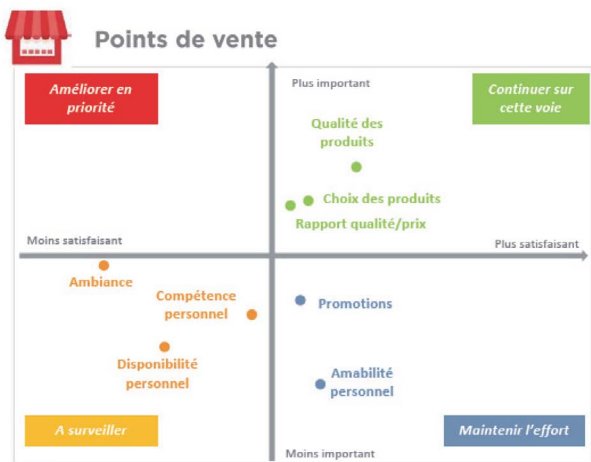 Points de vente
Améliorer en
priorité
Plus important
Continuer sur
cette voie
Qualité des
produits
Choix des produits
Rapport qualité/prix
Moins satisfaisant
Plus satisfaisant
Ambiance
Compétence
personnel
Promotions
Disponibilité
personnel
Amabilité
personnel
A surveiller
Maintenir l'effort
Moins important